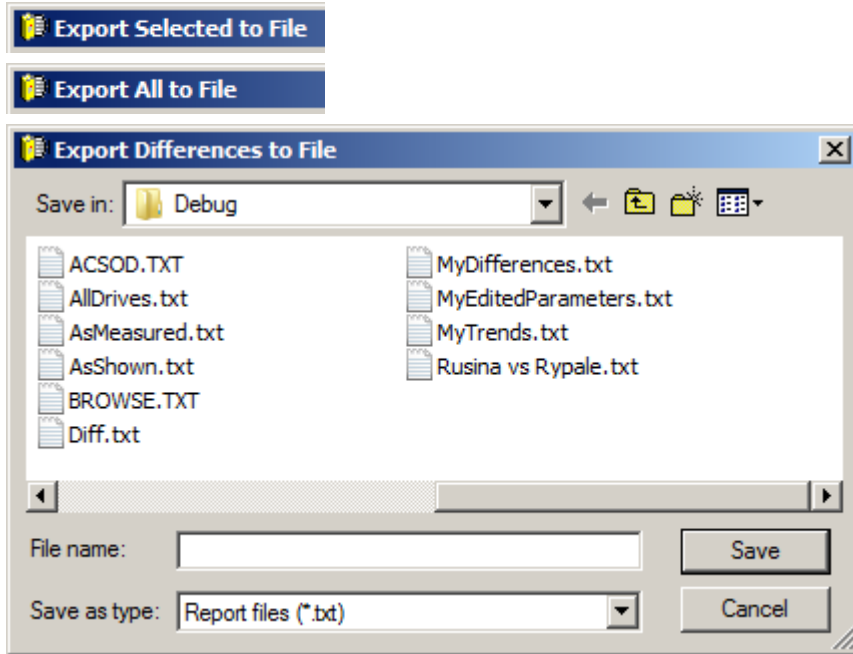 Export Selected to File
Export All to File
Export Differences to File
Save in: Debug
ACSOD.TXT
AllDrives.txt
AsMeasured.txt
AsShown.txt
BROWSE.TXT
Diff.txt
MyDifferences.txt
MyEditedParameters.txt
MyTrends.txt
Rusina vs Rypale.txt
File name:
Save
Save as type: Report files (*.txt)
Cancel